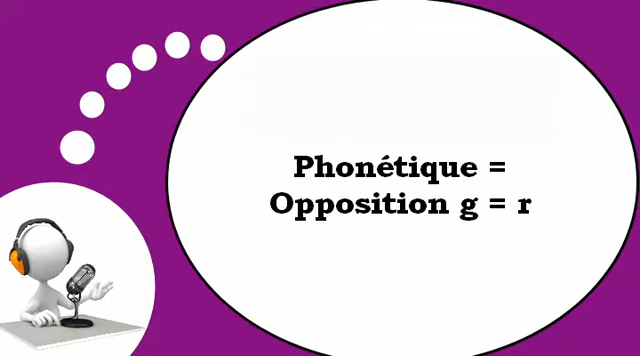 Phonétique =
Opposition g = r